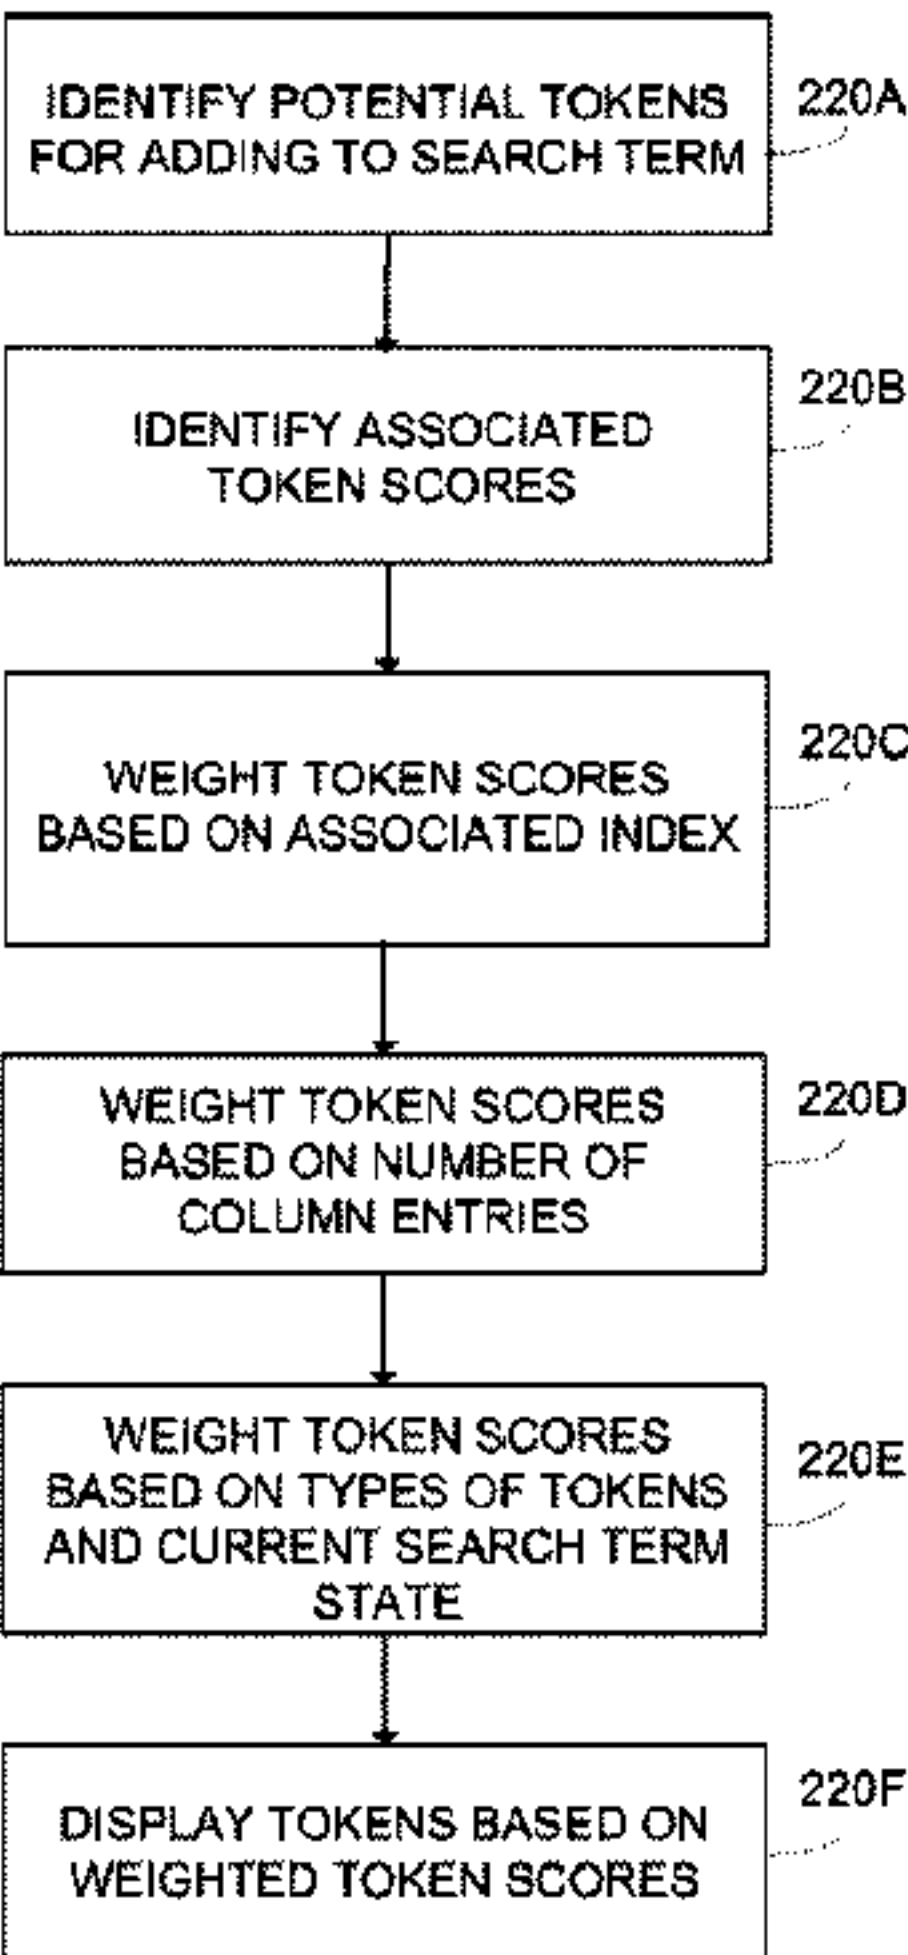 IDENTIFY POTENTIAL TOKENS
FOR ADDING TO SEARCH TERM
220A
IDENTIFY ASSOCIATED
TOKEN SCORES
220B
WEIGHT TOKEN SCORES
BASED ON ASSOCIATED INDEX
220C
WEIGHT TOKEN SCORES
BASED ON NUMBER OF
COLUMN ENTRIES
220D
WEIGHT TOKEN SCORES
BASED ON TYPES OF TOKENS
AND CURRENT SEARCH TERM
STATE
220E
DISPLAY TOKENS BASED ON
WEIGHTED TOKEN SCORES
220F